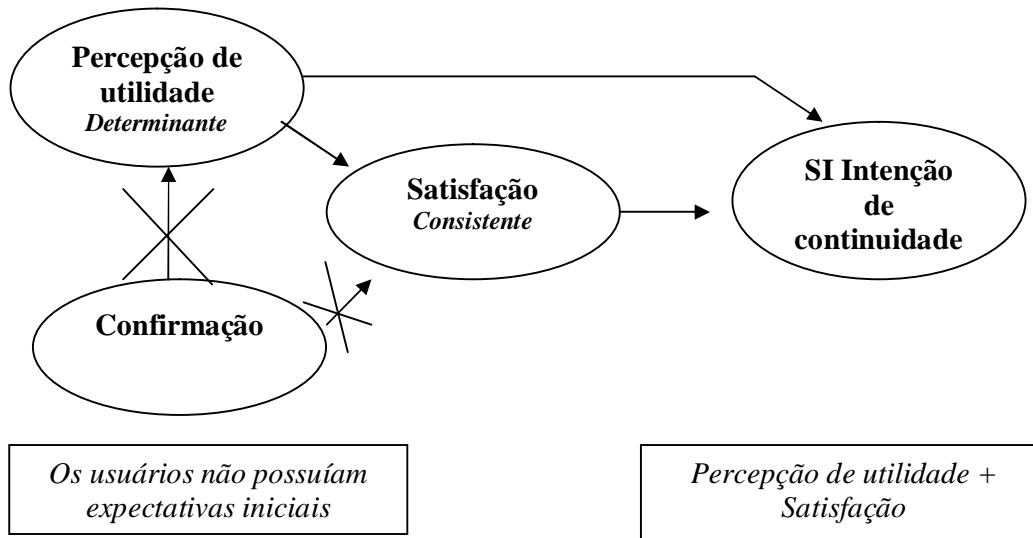 Percepção de
utilidade
Determinante
Satisfação
Consistente
SI Intenção
de
continuidade
Confirmação
Os usuários não possuíam
expectativas iniciais
Percepção de utilidade +
Satisfação